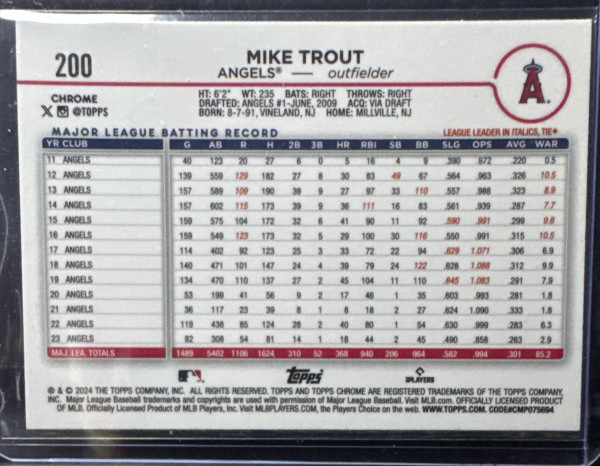 200
MIKE TROUT
ANGELS® — outfielder
A
CHROME
@TOPPS
HT: 6'2" WT: 235 BATS: RIGHT THROWS: RIGHT
DRAFTED: ANGELS #1-JUNE, 2009 ACQ: VIA DRAFT
BORN: 8-7-91, VINELAND, NJ HOME: MILLVILLE, NJ
MAJOR LEAGUE BATTING RECORD LEAGUE LEADER IN ITALICS, TIE♦
YR CLUB G AB R H 2B 3B HR RBI SB BB SLG OPS AVG WAR
11 ANGELS 40 123 20 27 6 0 5 16 4 9 .390 .672 .220 0.5
12 ANGELS 139 559 129 182 27 8 30 83 49 67 .564 .963 .326 10.5
13 ANGELS 157 589 109 190 39 9 27 97 33 110 .557 .988 .323 8.9
14 ANGELS 157 602 115 173 39 9 36 111 16 83 .561 .939 .287 7.7
15 ANGELS 159 575 104 172 32 6 41 90 11 92 .590 .991 .299 9.6
16 ANGELS 159 549 123 173 32 5 29 100 30 116 .550 .991 .315 10.5
17 ANGELS 114 402 92 123 25 3 33 72 22 94 .629 1.071 .306 6.9
18 ANGELS 140 471 101 147 24 4 39 79 24 122 .628 1.088 .312 9.9
19 ANGELS 134 470 110 137 27 2 45 104 11 110 .645 1.083 .291 7.9
20 ANGELS 53 199 41 56 9 2 17 46 1 35 .603 .993 .281 1.8
21 ANGELS 36 117 23 39 8 1 8 18 2 27 .624 1.090 .333 1.8
22 ANGELS 119 438 85 124 28 2 40 80 1 54 .630 .999 .283 6.3
23 ANGELS 82 308 54 81 14 1 18 44 2 45 .490 .858 .263 2.9
MAJ. LEA. TOTALS 1489 5402 1106 1624 310 52 368 940 206 964 .582 .994 .301 85.2
Topps
PLAYERS
® & © 2024 THE TOPPS COMPANY, INC. ALL RIGHTS RESERVED. TOPPS AND TOPPS CHROME ARE REGISTERED TRADEMARKS OF THE TOPPS COMPANY,
INC. Major League Baseball trademarks and copyrights are used with permission of Major League Baseball. Visit MLB.com. OFFICIALLY LICENSED PRODUCT
OF MLB. Officially Licensed Product of MLB Players, Inc. Visit MLBPLAYERS.COM, the Players Choice on the web. WWW.TOPPS.COM. CODE#CMP075604